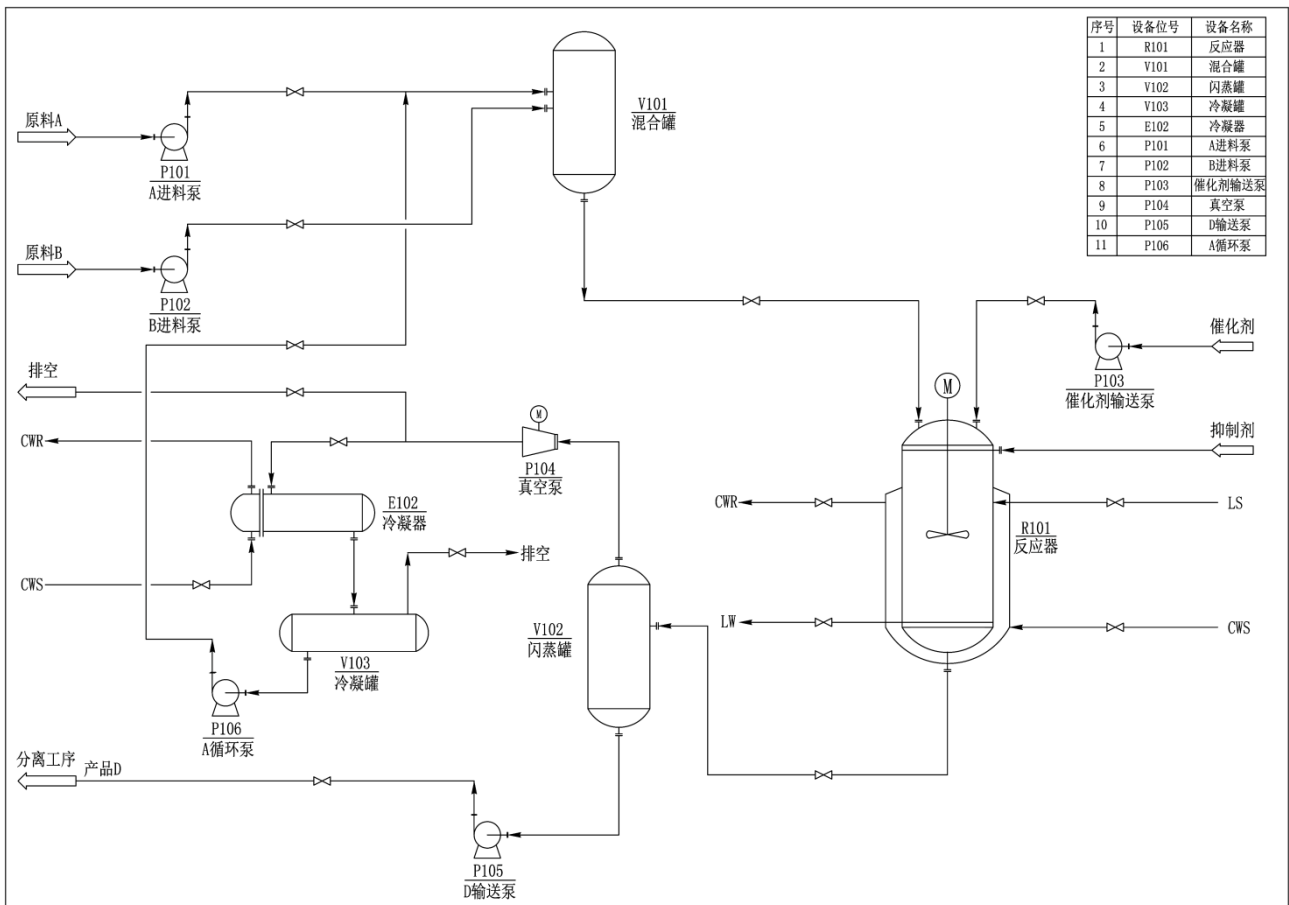 序号 设备位号 设备名称
1 R101 反应器
2 V101 混合罐
3 V102 闪蒸罐
4 V103 冷凝罐
5 E102 冷凝器
6 P101 A进料泵
7 P102 B进料泵
8 P103 催化剂输送泵
9 P104 真空泵
10 P105 D输送泵
11 P106 A循环泵
V101
混合罐
原料A
P101
A进料泵
原料B
P102
B进料泵
催化剂
P103
催化剂输送泵
排空
M
抑制剂
CWR
M
P104
真空泵
E102
冷凝器
CWR
LS
R101
反应器
排空
CWS
V102
闪蒸罐
LW
CWS
V103
冷凝罐
P106
A循环泵
分离工序
产品D
P105
D输送泵